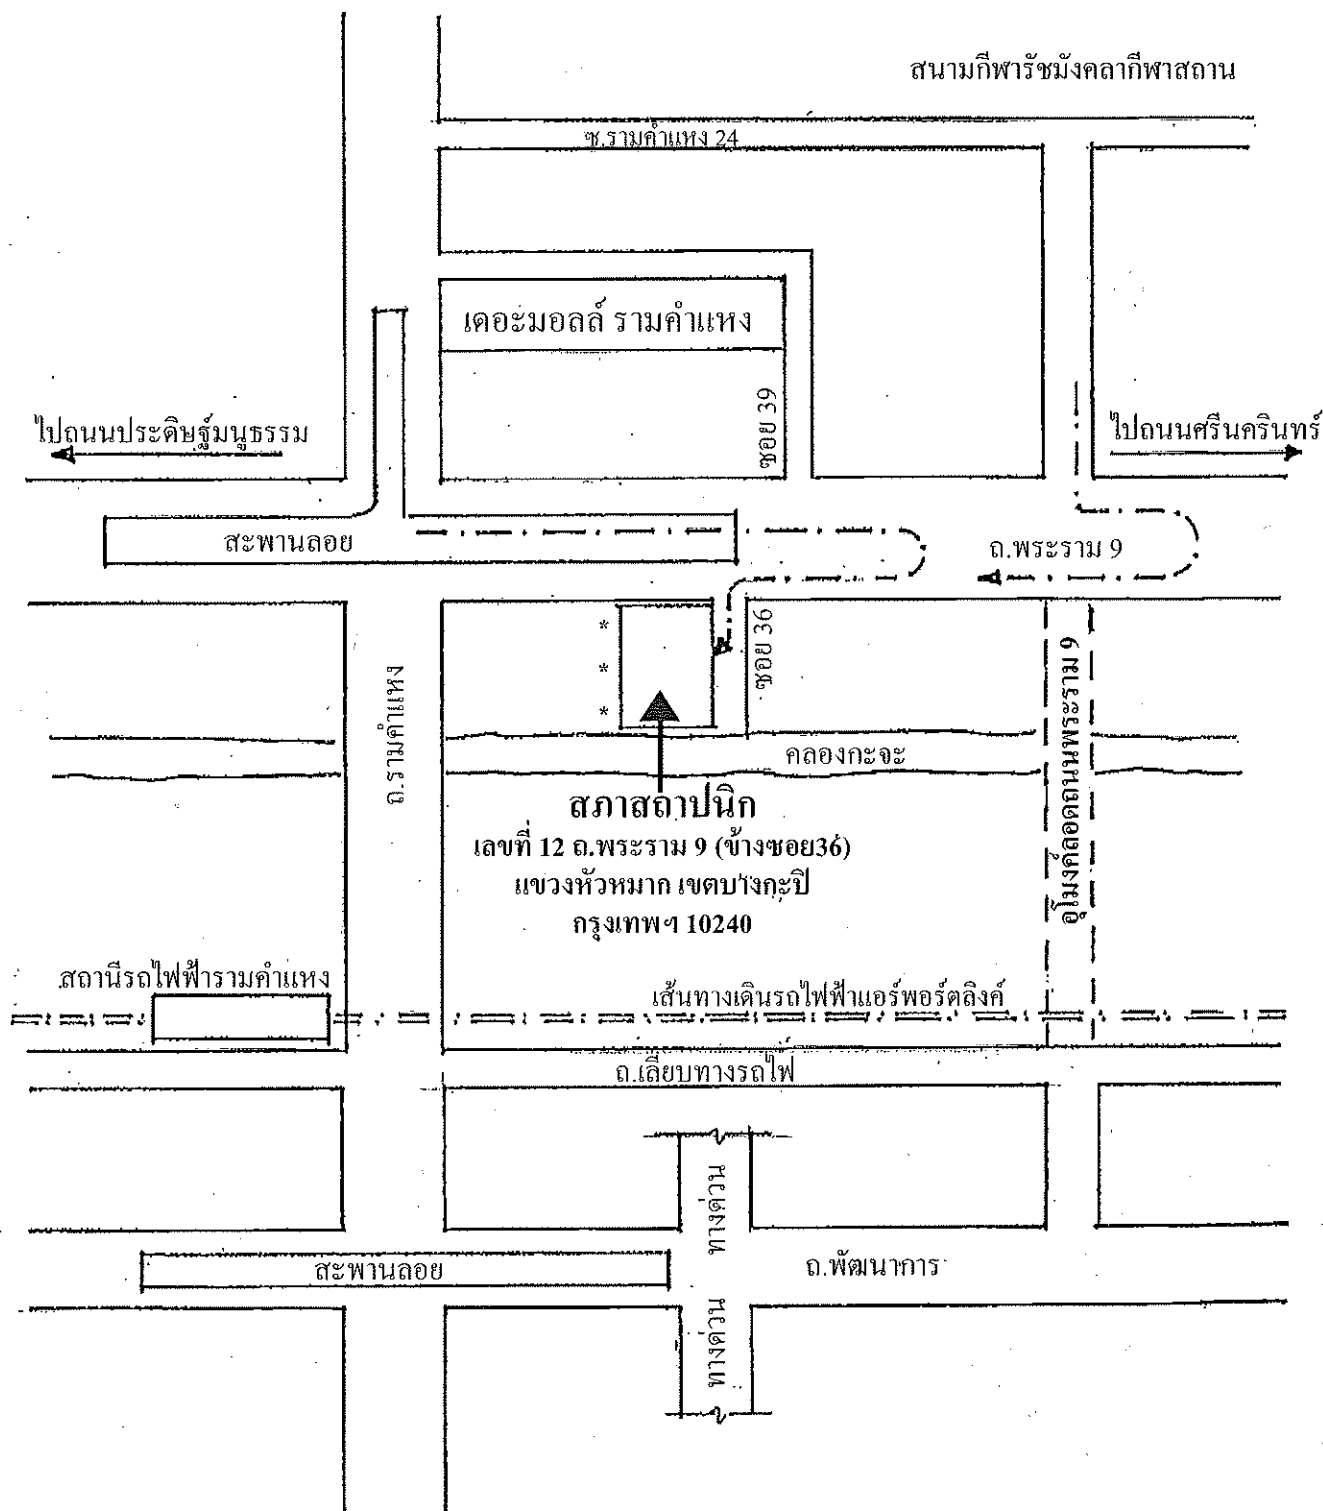 สนามกีฬารัชมังคลากีฬาสถาน
ซ.รามคำแหง 24
เดอะมอลล์ รามคำแหง
ซอย 39
ไปถนนประดิษฐ์มนูธรรม
ไปถนนศรีนครินทร์
สะพานลอย
ถ.พระราม 9
* * *
ซอย 36
ถ.รามคำแหง
อุโมงค์ลอดถนนพระราม 9
คลองกะจะ
สภาสถาปนิก
เลขที่ 12 ถ.พระราม 9 (ข้างซอย36)
แขวงหัวหมาก เขตบางกะปิ
กรุงเทพฯ 10240
สถานีรถไฟฟ้ารามคำแหง
เส้นทางเดินรถไฟฟ้าแอร์พอร์ตลิงค์
ถ.เลียบทางรถไฟ
ทางด่วน
สะพานลอย
ถ.พัฒนาการ
ทางด่วน